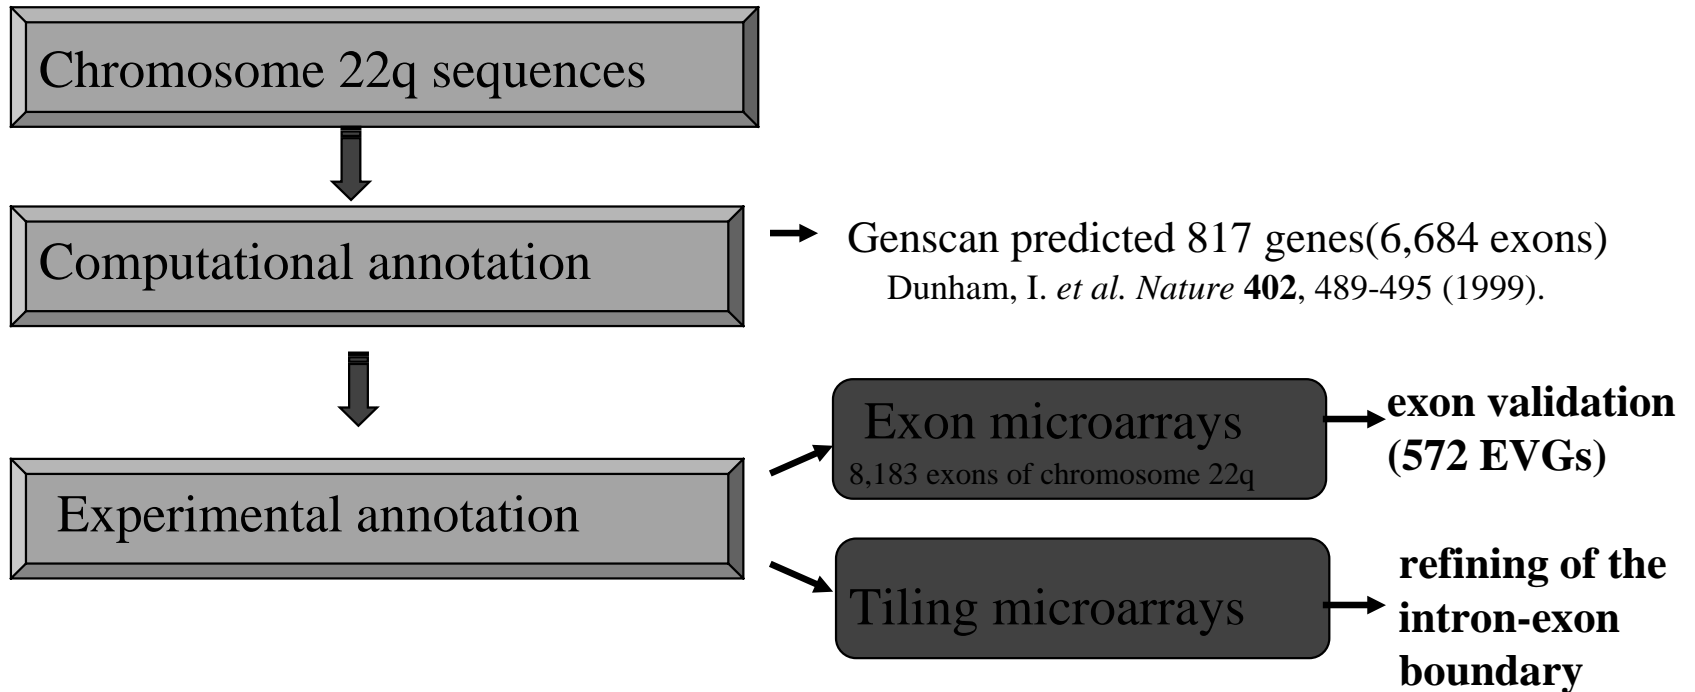 Chromosome 22q sequences
Computational annotation
Genscan predicted 817 genes(6,684 exons)
Dunham, I. et al. Nature 402, 489-495 (1999).
Experimental annotation
Exon microarrays
8,183 exons of chromosome 22q
exon validation
(572 EVGs)
Tiling microarrays
refining of the
intron-exon
boundary